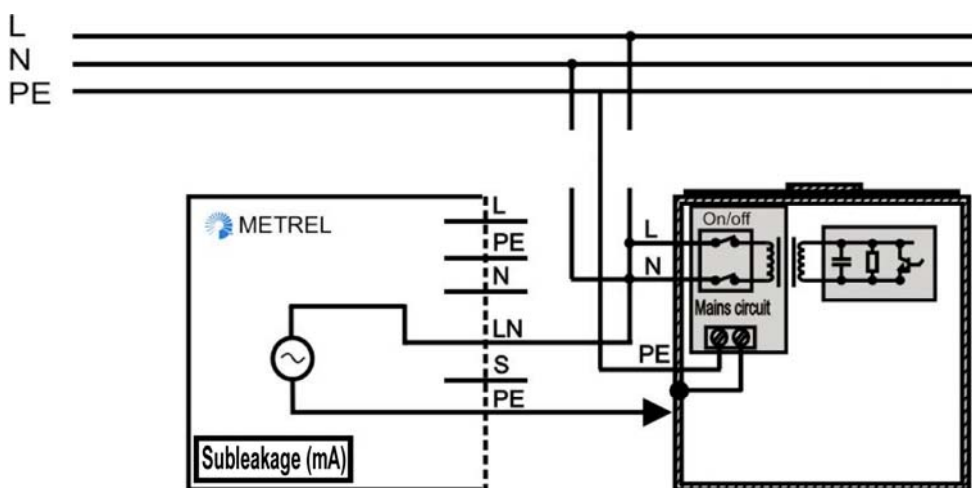 L
N
PE
METREL
L
PE
N
LN
S
PE
Subleakage (mA)
On/off
L
N
Mains circuit
PE